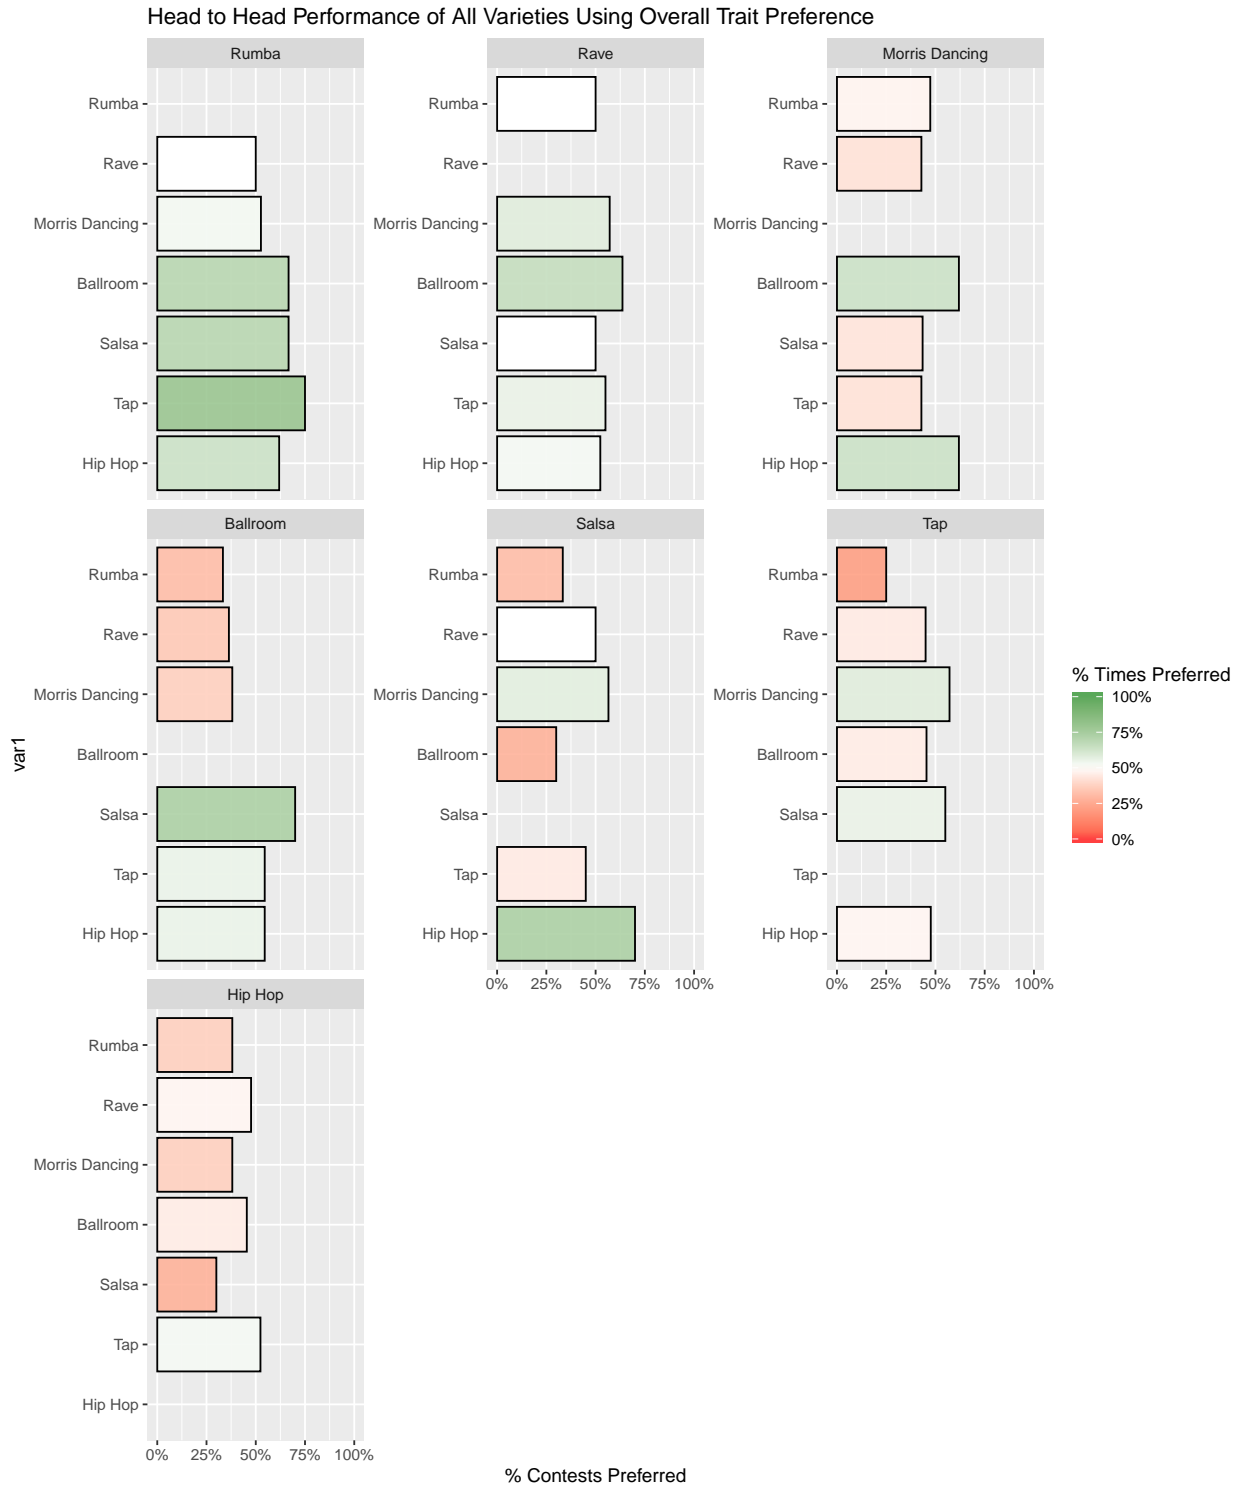 Head to Head Performance of All Varieties Using Overall Trait Preference
Rumba
Rave
Morris Dancing
Rumba
Rave
Morris Dancing
Ballroom
Salsa
Tap
Hip Hop
Rumba
Rave
Morris Dancing
Ballroom
Salsa
Tap
Hip Hop
Rumba
Rave
Morris Dancing
Ballroom
Salsa
Tap
Hip Hop
Ballroom
Salsa
Tap
Rumba
Rave
Morris Dancing
Ballroom
Salsa
Tap
Hip Hop
Rumba
Rave
Morris Dancing
Ballroom
Salsa
Tap
Hip Hop
0% 25% 50% 75% 100%
Rumba
Rave
Morris Dancing
Ballroom
Salsa
Tap
Hip Hop
0% 25% 50% 75% 100%
Hip Hop
Rumba
Rave
Morris Dancing
Ballroom
Salsa
Tap
Hip Hop
0% 25% 50% 75% 100%
% Contests Preferred
var1
% Times Preferred
100%
75%
50%
25%
0%